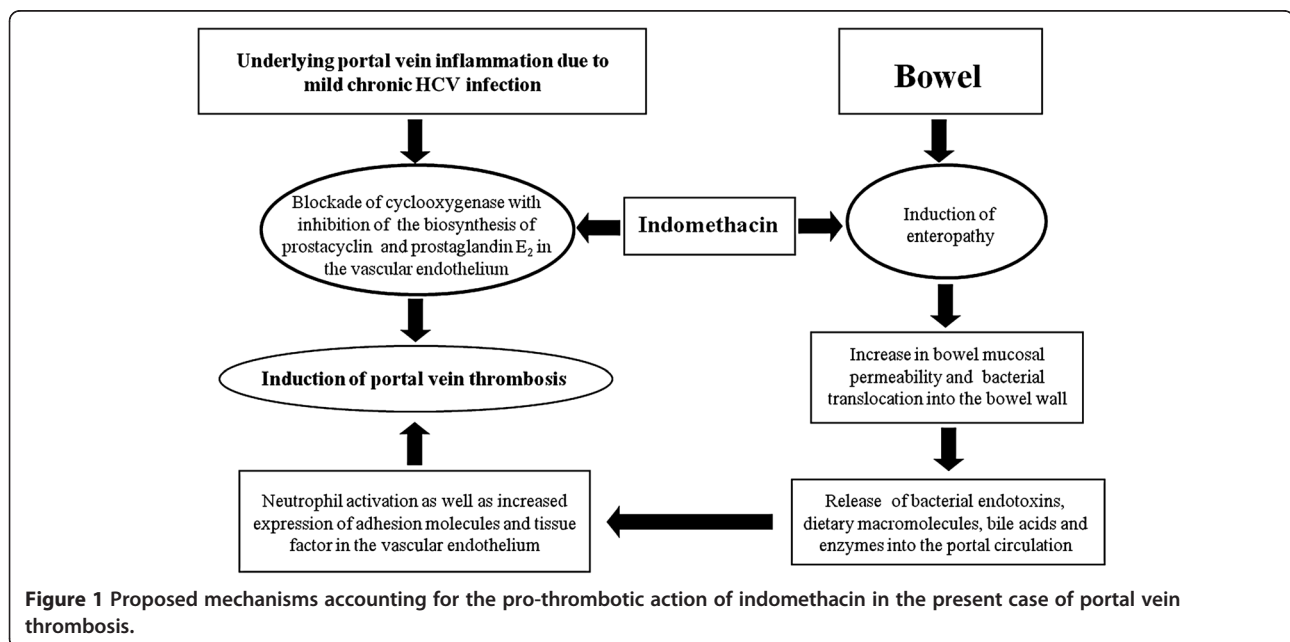 Underlying portal vein inflammation due to
mild chronic HCV infection
Bowel
Blockade of cyclooxygenase with
inhibition of the biosynthesis of
prostacyclin and prostaglandin E₂ in
the vascular endothelium
Indomethacin
Induction of
enteropathy
Induction of portal vein thrombosis
Increase in bowel mucosal
permeability and bacterial
translocation into the bowel wall
Neutrophil activation as well as increased
expression of adhesion molecules and tissue
factor in the vascular endothelium
Release of bacterial endotoxins,
dietary macromolecules, bile acids and
enzymes into the portal circulation
Figure 1 Proposed mechanisms accounting for the pro-thrombotic action of indomethacin in the present case of portal vein
thrombosis.